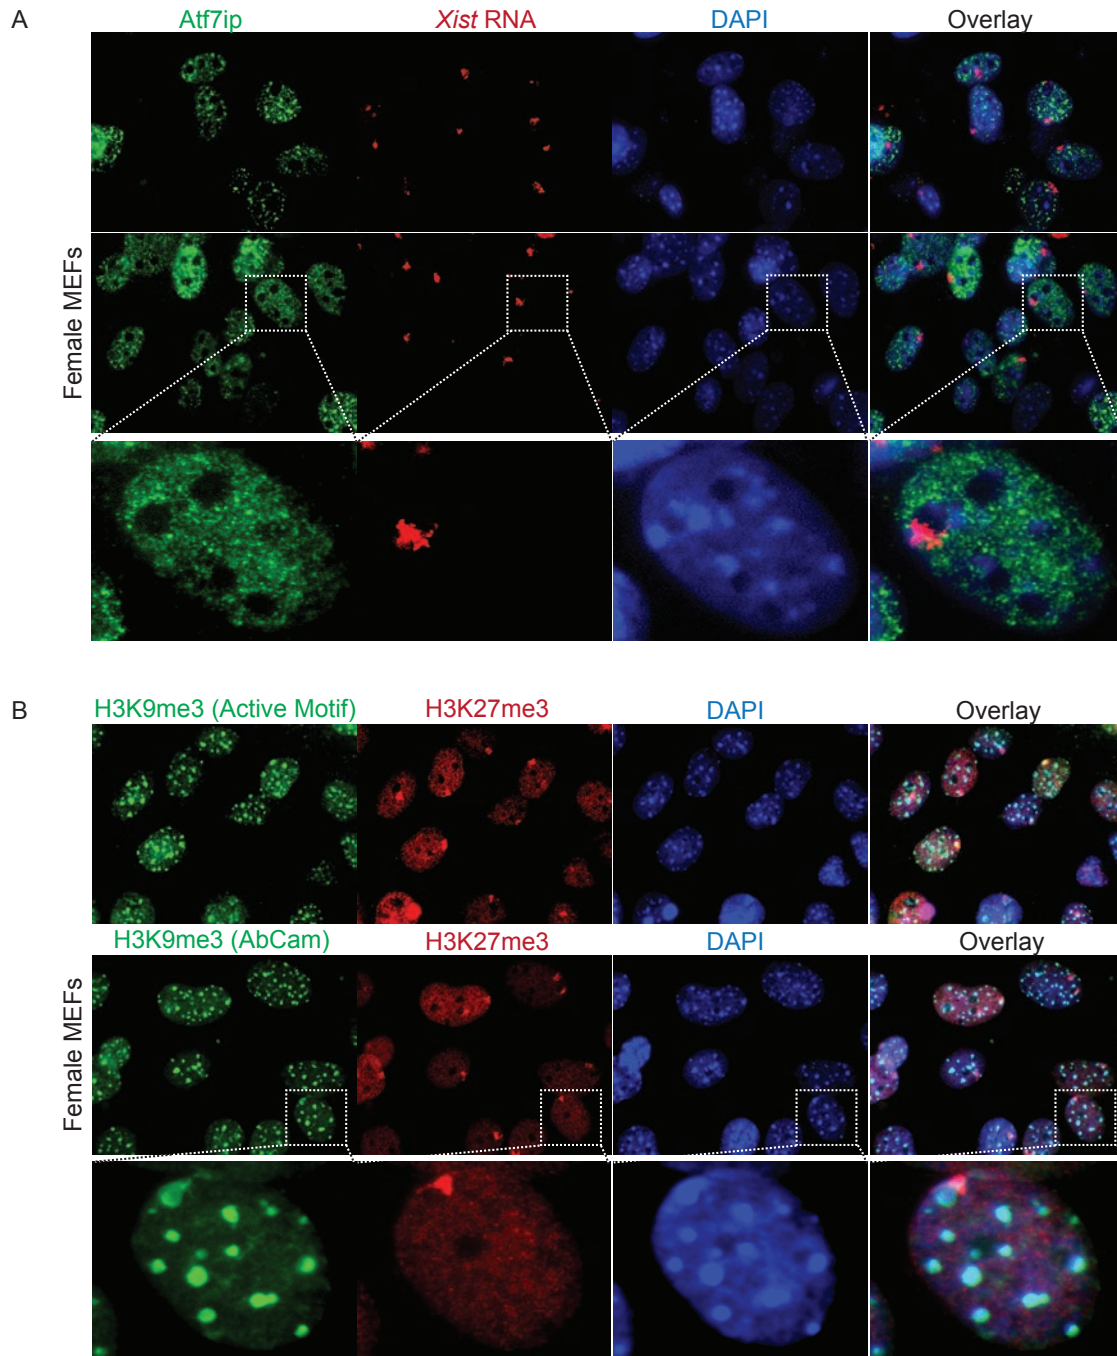 A
Atf7ip Xist RNA DAPI Overlay
Female MEFs
B
H3K9me3 (Active Motif) H3K27me3 DAPI Overlay
H3K9me3 (AbCam) H3K27me3 DAPI Overlay
Female MEFs